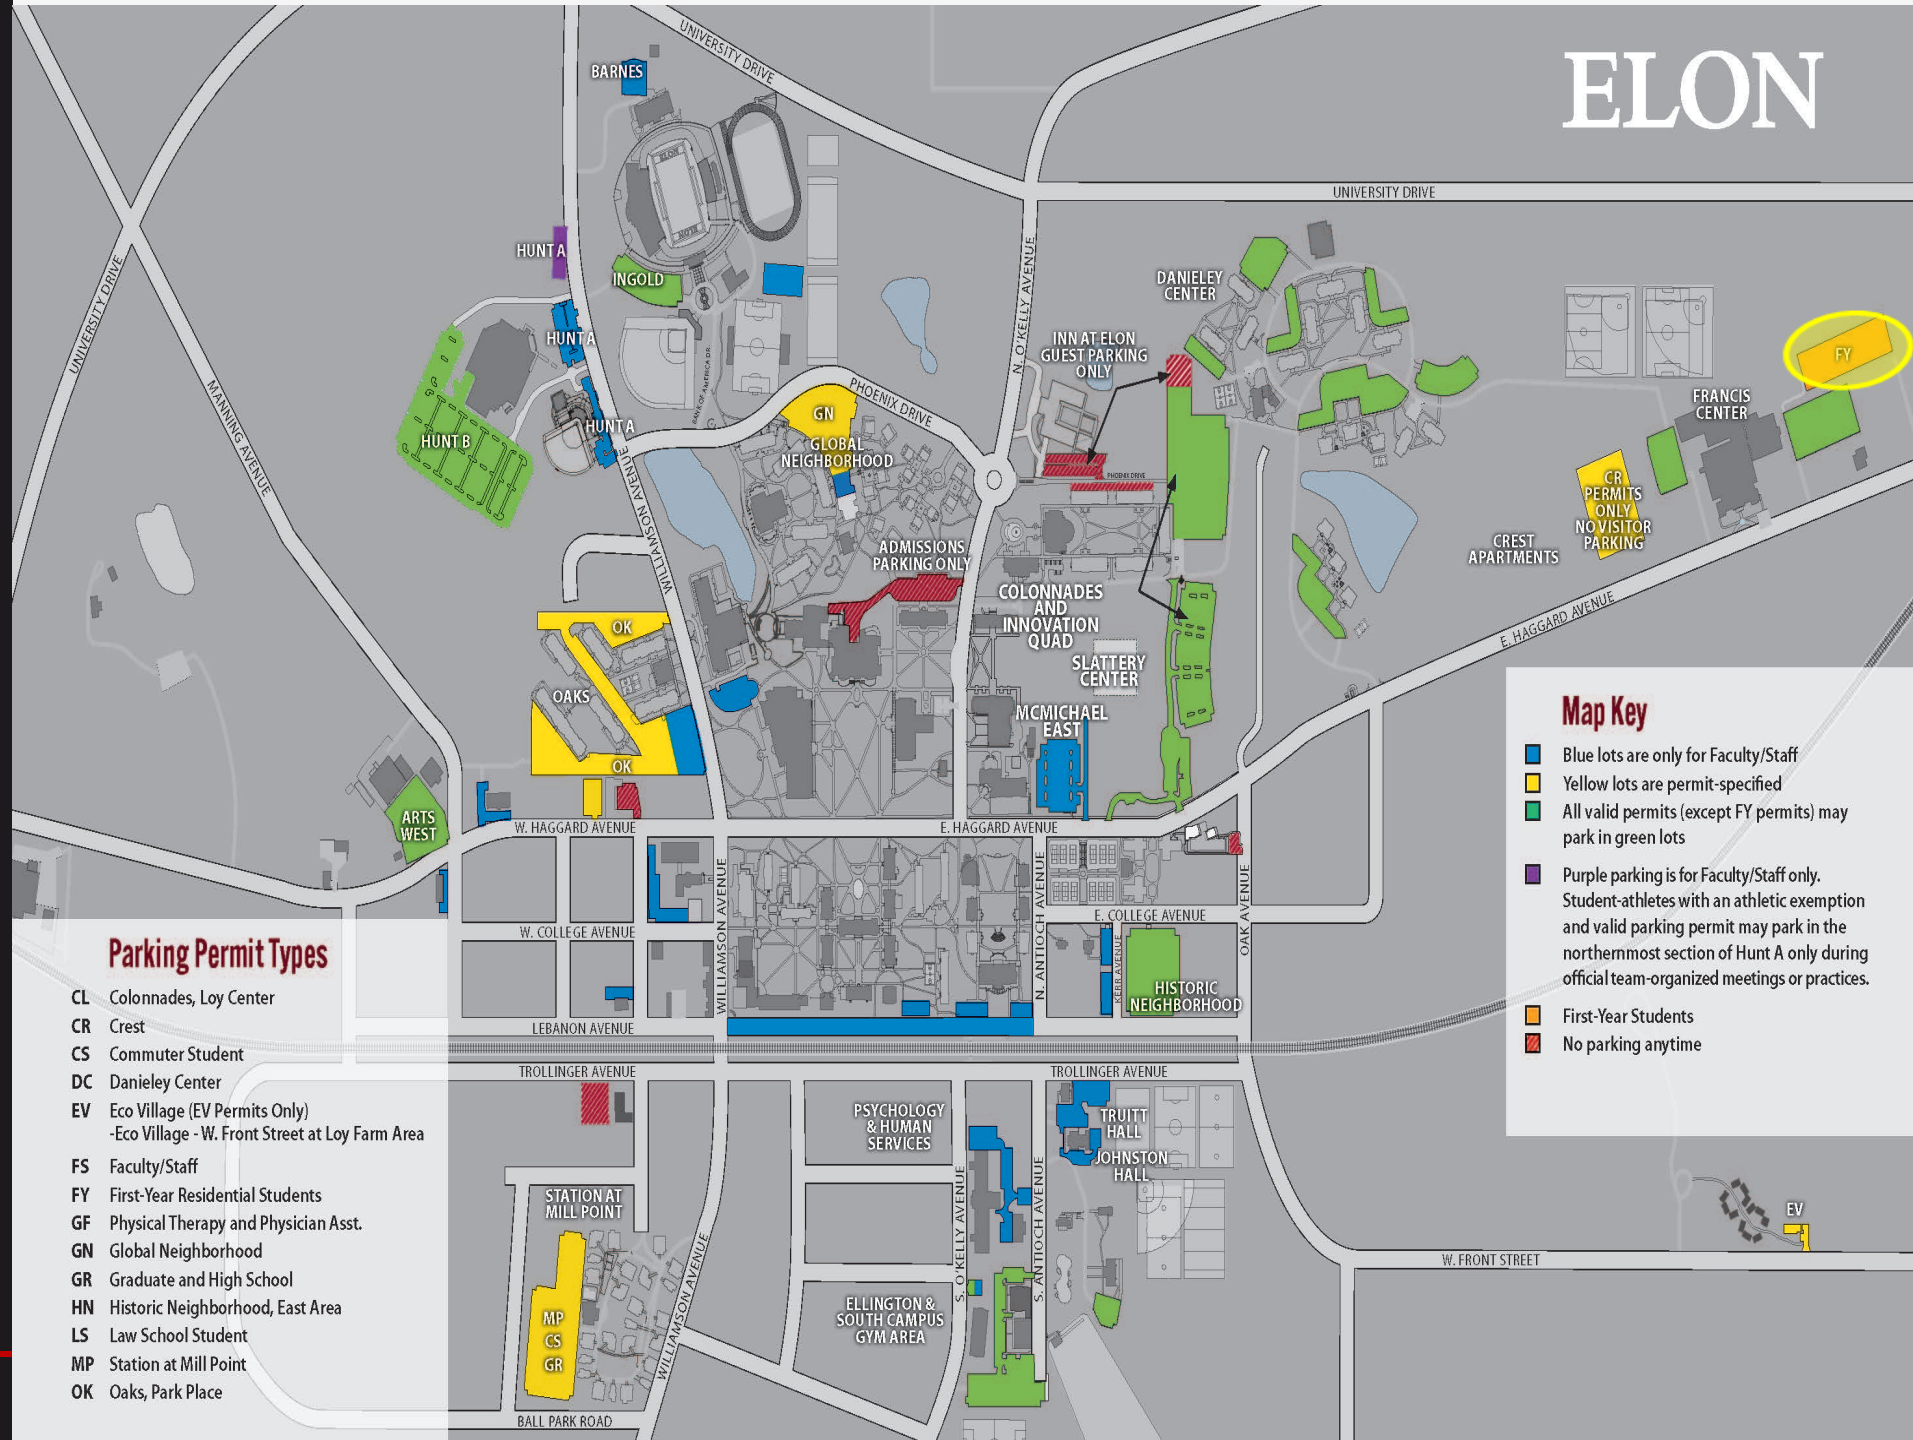 UNIVERSITY DRIVE
BARNES
ELON
ELON
ELON
UNIVERSITY DRIVE
HUNT A
INGOLD
N. O'KELLY AVENUE
DANIELEY
CENTER
UNIVERSITY DRIVE
HUNT A
INN AT ELON
GUEST PARKING
ONLY
FY
BANK OF AMERICA DR.
PHOENIX DRIVE
MANNING AVENUE
GN
FRANCIS
CENTER
HUNT A
HUNT B
GLOBAL
NEIGHBORHOOD
WILLIAMSON AVENUE
PHOENIX DRIVE
CR
PERMITS
ONLY
NO VISITOR
PARKING
CREST
APARTMENTS
ADMISSIONS
PARKING ONLY
COLONNADES
AND
INNOVATION
QUAD
E. HAGGARD AVENUE
OK
SLATTERY
CENTER
OAKS
MCMICHAEL
EAST
OK
ARTS
WEST
W. HAGGARD AVENUE
E. HAGGARD AVENUE
WILLIAMSON AVENUE
N. ANTIOCH AVENUE
OAK AVENUE
E. COLLEGE AVENUE
W. COLLEGE AVENUE
KERR AVENUE
HISTORIC
NEIGHBORHOOD
LEBANON AVENUE
TROLLINGER AVENUE
TROLLINGER AVENUE
PSYCHOLOGY
& HUMAN
SERVICES
TRUITT
HALL
JOHNSTON
HALL
STATION AT
MILL POINT
S. O'KELLY AVENUE
S. ANTIOCH AVENUE
EV
W. FRONT STREET
WILLIAMSON AVENUE
MP
CS
GR
ELLINGTON &
SOUTH CAMPUS
GYM AREA
BALL PARK ROAD
Map Key
Blue lots are only for Faculty/Staff
Yellow lots are permit-specified
All valid permits (except FY permits) may
park in green lots
Purple parking is for Faculty/Staff only.
Student-athletes with an athletic exemption
and valid parking permit may park in the
northernmost section of Hunt A only during
official team-organized meetings or practices.
First-Year Students
No parking anytime
Parking Permit Types
CL Colonnades, Loy Center
CR Crest
CS Commuter Student
DC Danieley Center
EV Eco Village (EV Permits Only)
-Eco Village - W. Front Street at Loy Farm Area
FS Faculty/Staff
FY First-Year Residential Students
GF Physical Therapy and Physician Asst.
GN Global Neighborhood
GR Graduate and High School
HN Historic Neighborhood, East Area
LS Law School Student
MP Station at Mill Point
OK Oaks, Park Place